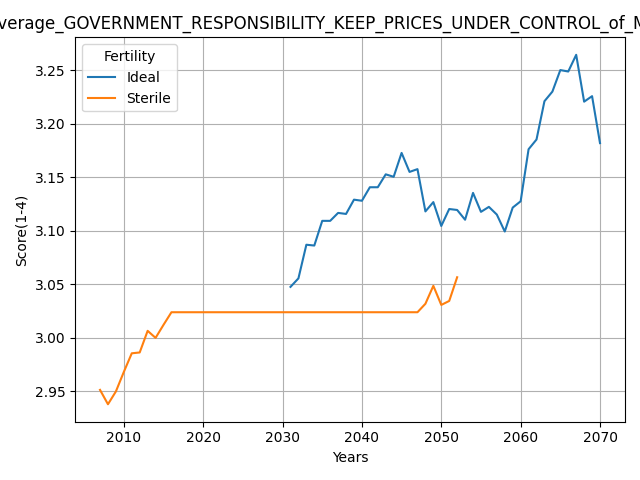 verage_GOVERNMENT_RESPONSIBILITY_KEEP_PRICES_UNDER_CONTROL_of_M
Fertility
Ideal
Sterile
Score(1-4)
3.25
3.20
3.15
3.10
3.05
3.00
2.95
2010
2020
2030
2040
2050
2060
2070
Years